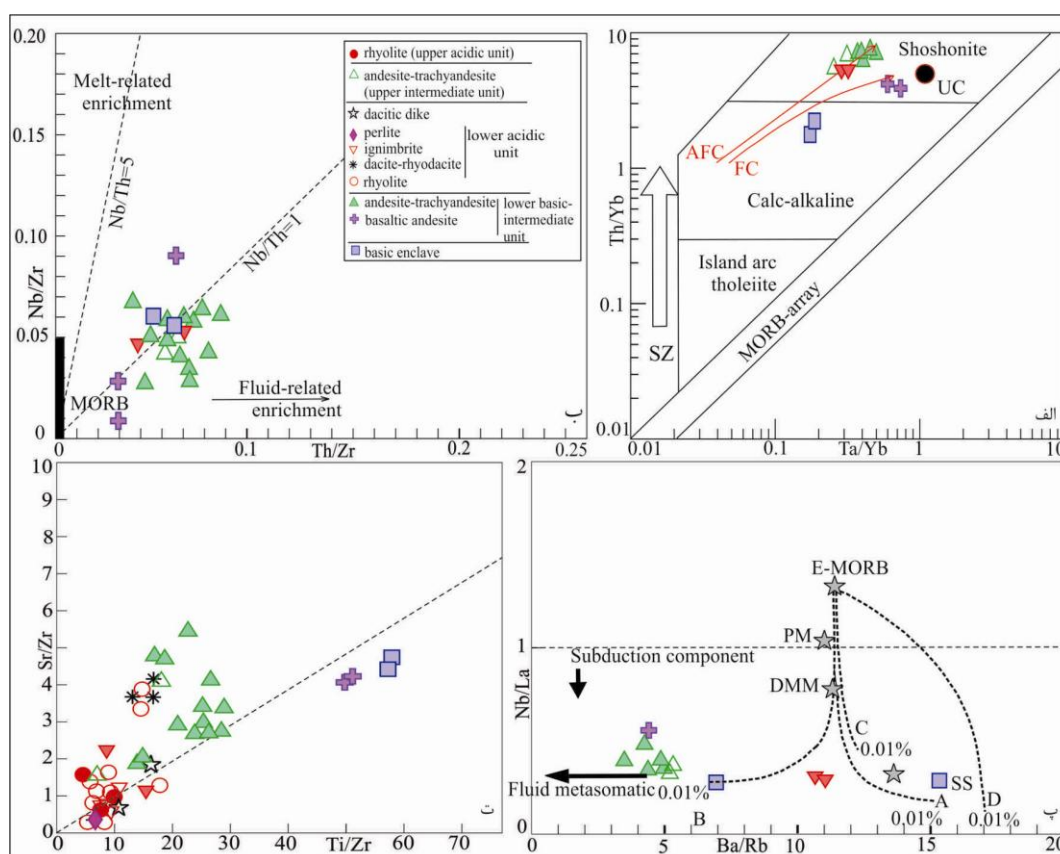 0.20
0.15
0.10
0.05
0
Nb/Zr
Melt-related
enrichment
Nb/Th=5
Nb/Th=1
MORB
Fluid-related
enrichment
0
0.1
0.2
0.25
Th/Zr
rhyolite (upper acidic unit)
andesite-trachyandesite
(upper intermediate unit)
dacitic dike
perlite
ignimbrite
lower acidic
unit
dacite-rhyodacite
rhyolite
andesite-trachyandesite
basaltic andesite
lower basic-
intermediate
unit
basic enclave
10
1
0.1
0.01
Th/Yb
Shoshonite
UC
AFC
FC
Calc-alkaline
Island arc
tholeiite
SZ
MORB-array
الف
0.01
0.1
1
10
Ta/Yb
10
9
8
7
6
5
4
3
2
1
0
Sr/Zr
0
10
20
30
40
50
60
70
Ti/Zr
2
1
0
Nb/La
E-MORB
PM
Subduction component
DMM
C
0.01%
Fluid metasomatic
0.01%
B
SS
A
D
0.01%
0.01%
0
5
10
15
20
Ba/Rb